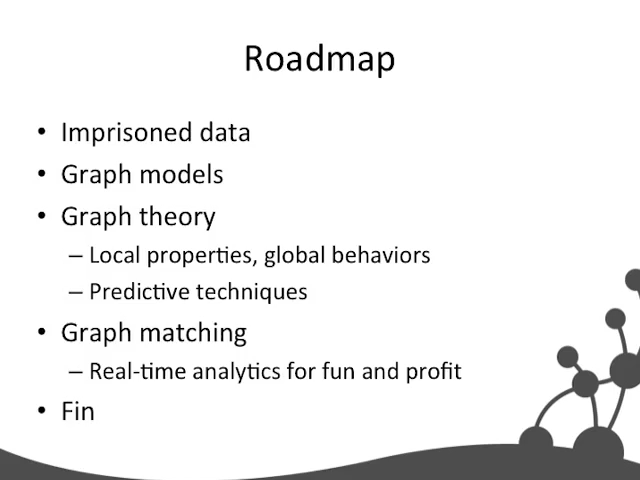 Roadmap
• Imprisoned data
• Graph models
• Graph theory
– Local properties, global behaviors
– Predictive techniques
• Graph matching
– Real-time analytics for fun and profit
• Fin